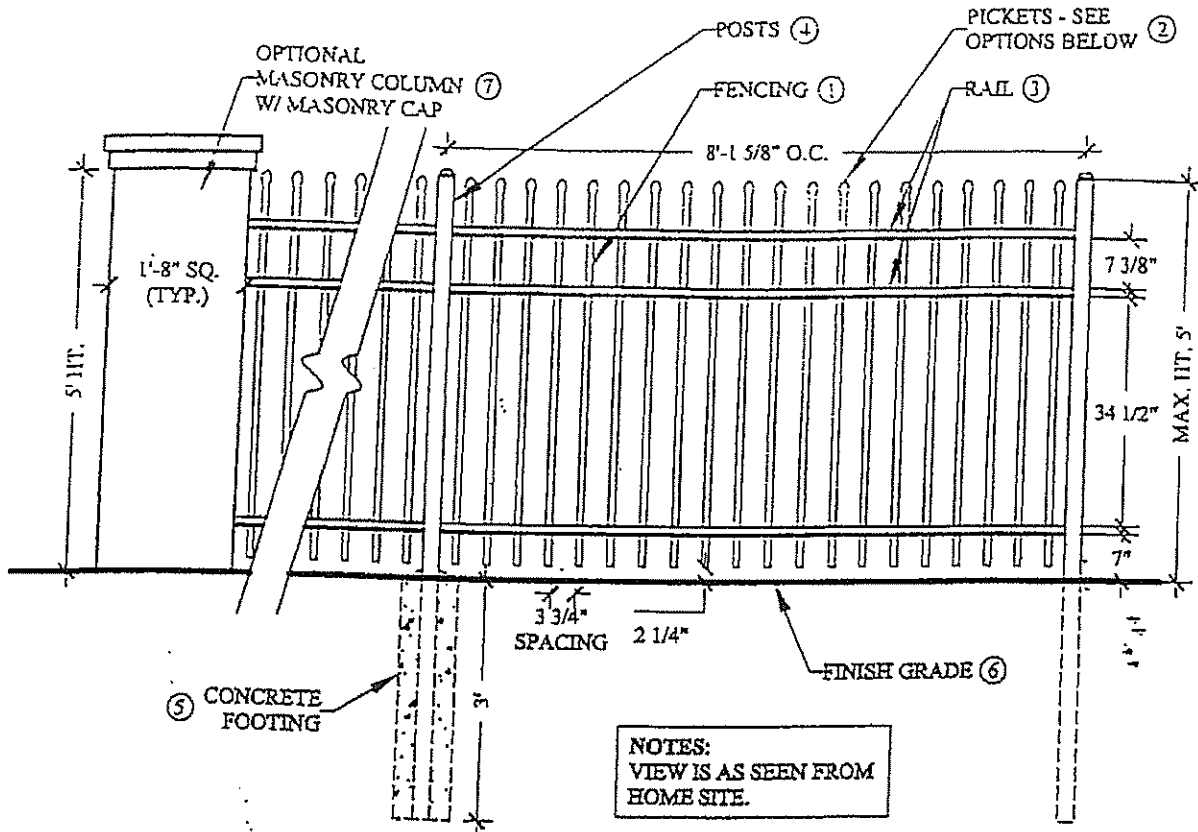 POSTS ④
PICKETS - SEE
OPTIONS BELOW ②
OPTIONAL
MASONRY COLUMN ⑦
W/ MASONRY CAP
FENCING ①
RAIL ③
8'-1 5/8" O.C.
1'-8" SQ.
(TYP.)
7 3/8"
5' HT.
MAX. HT. 5'
34 1/2"
7"
3 3/4"
SPACING
2 1/4"
FINISH GRADE ⑥
⑤ CONCRETE
FOOTING
3'
NOTES:
VIEW IS AS SEEN FROM
HOME SITE.